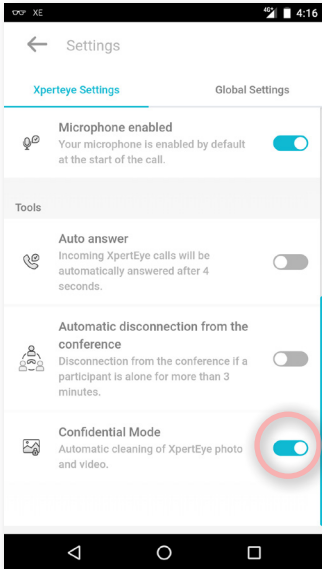 XE 4G 4:16
Settings
Xperteye Settings Global Settings
Microphone enabled
Your microphone is enabled by default
at the start of the call.
Tools
Auto answer
Incoming XpertEye calls will be
automatically answered after 4
seconds.
Automatic disconnection from the
conference
Disconnection from the conference if a
participant is alone for more than 3
minutes.
Confidential Mode
Automatic cleaning of XpertEye photo
and video.